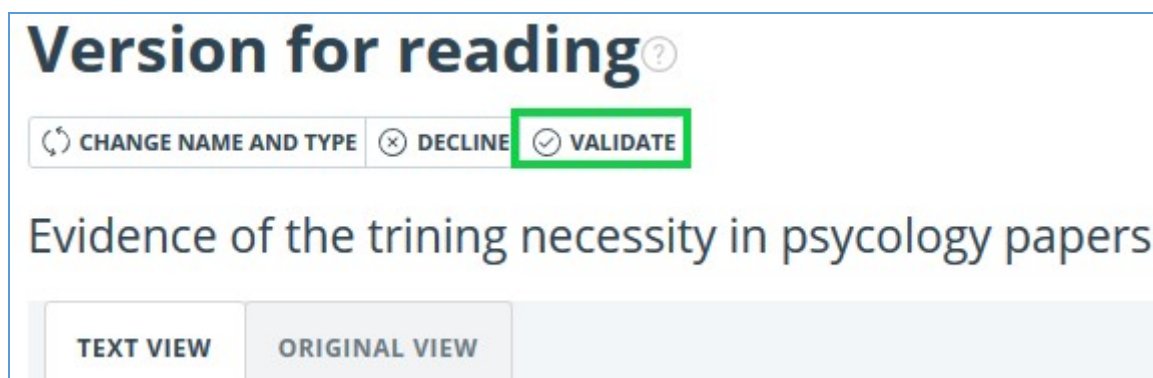 Version for reading ?
CHANGE NAME AND TYPE DECLINE VALIDATE
Evidence of the trining necessity in psycology papers
TEXT VIEW ORIGINAL VIEW